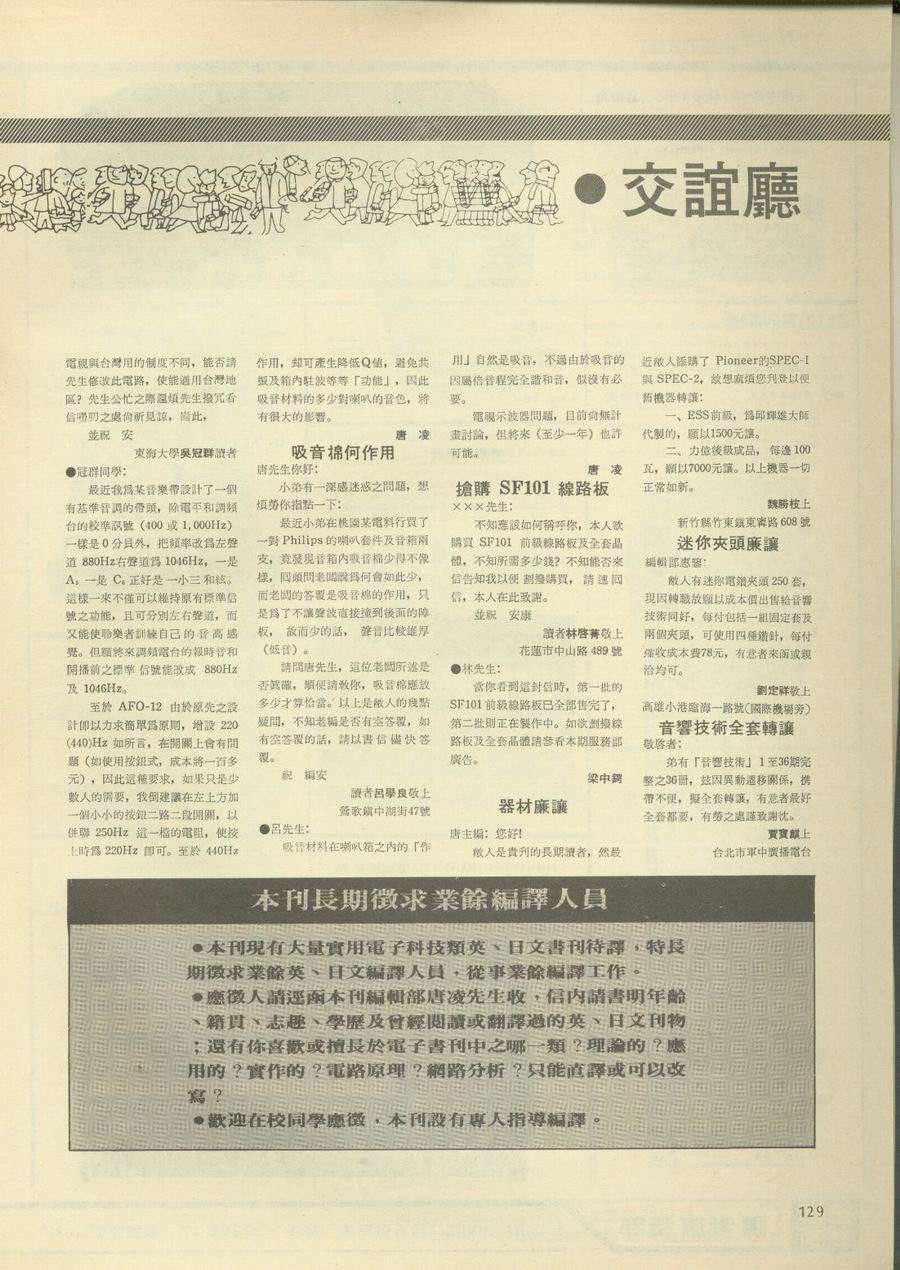 交誼廳
電視與台灣用的制度不同，能否請
先生修改此電路，使能適用台灣地
區？先生公忙之際還煩先生撥冗看
信嘮叨之處尙祈見諒，耑此，
並祝　安
東海大學吳冠群讀者
●冠群同學：
最近我爲某音樂帶設計了一個
有基準音調的帶頭，除電平和調頻
台的校準訊號（400 或 1,000Hz）
一樣是 0 分貝外，把頻率改爲左聲
道 880Hz右聲道爲 1046Hz，一是
一是
正好是一小三和絃。
這樣一來不僅可以維持原有標準信
號之功能，且可分別左右聲道，而
又能使聆樂者訓練自己的音高感
覺。但願將來調頻電台的報時音和
開播前之標準信號能改成　880Hz
及 1046Hz。
至於 AFO-12 由於原先之設
計即以力求簡單爲原則，增設 220
(440)Hz 如所言，在開關上會有問
題（如使用按鈕式，成本將一百多
元），因此這種要求，如果只是少
數人的需要，我倒建議在左上方加
一個小小的按鈕二路二段開關，以
併聯 250Hz 這一檔的電阻，使按
上時爲 220Hz 即可。至於 440Hz
作用，却可產生降低Q値，避免共
振及箱內駐波等等「功能」，因此
吸音材料的多少對喇叭的音色，將
有很大的影響。
唐　凌
吸音棉何作用
唐先生你好：
小弟有一深感迷惑之問題，想
煩勞你指點一下：
最近小弟在桃園某電料行買了
一對 Philips 的喇叭套件及音箱兩
支，竟發現音箱內吸音棉少得不像
樣，回頭問老闆說爲何會如此少，
而老闆的答覆是吸音棉的作用，只
是爲了不讓聲波直接撞到後面的障
板，故而少的話，聲音比較雄厚
（低音）。
請問唐先生，這位老闆所述是
否眞確，順便請敎你，吸音棉應放
多少才算恰當。以上是敝人的幾點
疑問，不知老編是否有空答覆，如
有空答覆的話，請以書信儘快答
覆。
祝　編安
讀者呂學良敬上
鶯歌鎭中湖街47號
●呂先生：
吸音材料在喇叭箱之內的『作
用」自然是吸音，不過由於吸音的
因屬倍音程完全諧和音，似沒有必
要。
電視示波器問題，目前尙無計
畫討論，但將來（至少一年）也許
可能。
唐　凌
搶購 SF101 線路板
×××先生：
不知應該如何稱呼你，本人欲
購買 SF101 前級線路板及全套晶
體，不知所需多少錢？不知能否來
信告知我以便劃撥購買，請速回
信，本人在此致謝。
並祝　安康
讀者林啓菁敬上
花蓮市中山路 489 號
●林先生：
當你看到這封信時，第一批的
SF101 前級線路板已全部售完了，
第二批則正在製作中。如欲劃撥線
路板及全套晶體請參看本期服務部
廣告。
梁中鍔
器材廉讓
唐主編：您好！
敝人是貴刋的長期讀者，然最
近敝人添購了 Pioneer的SPEC-1
與 SPEC-2，故想麻煩您刋登以便
舊機器轉讓：
一、ESS前級，爲邱輝雄大師
代製的，願以1500元讓。
二、力億後級成品，每邊 100
瓦，願以7000元讓。以上機器一切
正常如新。
魏勝枝上
新竹縣竹東鎭東寗路 608 號
迷你夾頭廉讓
編輯部惠鑒：
敝人有迷你電鑽夾頭 250 套，
現因轉職故願以成本價出售給音響
技術同好，每付包括一組固定套及
兩個夾頭，可使用四種鑽針，每付
僅收成本費78元，有意者來函或親
洽均可。
劉定祥敬上
高雄小港臨海一路號（國際機場旁）
音響技術全套轉讓
敬啓者：
弟有「音響技術」1 至36期完
整之36冊，玆因異動遷移關係，携
帶不便，擬全套轉讓，有意者最好
全套都要，有勞之處謹致謝忱。
賈寶麒上
台北市軍中廣播電台
本刊長期徵求業餘編譯人員
●本刊現有大量實用電子科技類英、日文書刊待譯，特長
期徵求業餘英、日文編譯人員，從事業餘編譯工作。
●應徵人請逕函本刊編輯部唐凌先生收，信內請書明年齡
、籍貫、志趣、學歷及曾經閱讀或翻譯過的英、日文刊物
；還有你喜歡或擅長於電子書刊中之哪一類？理論的？應
用的？實作的？電路原理？網路分析？只能直譯或可以改
寫？
●歡迎在校同學應徵，本刊設有專人指導編譯。
129